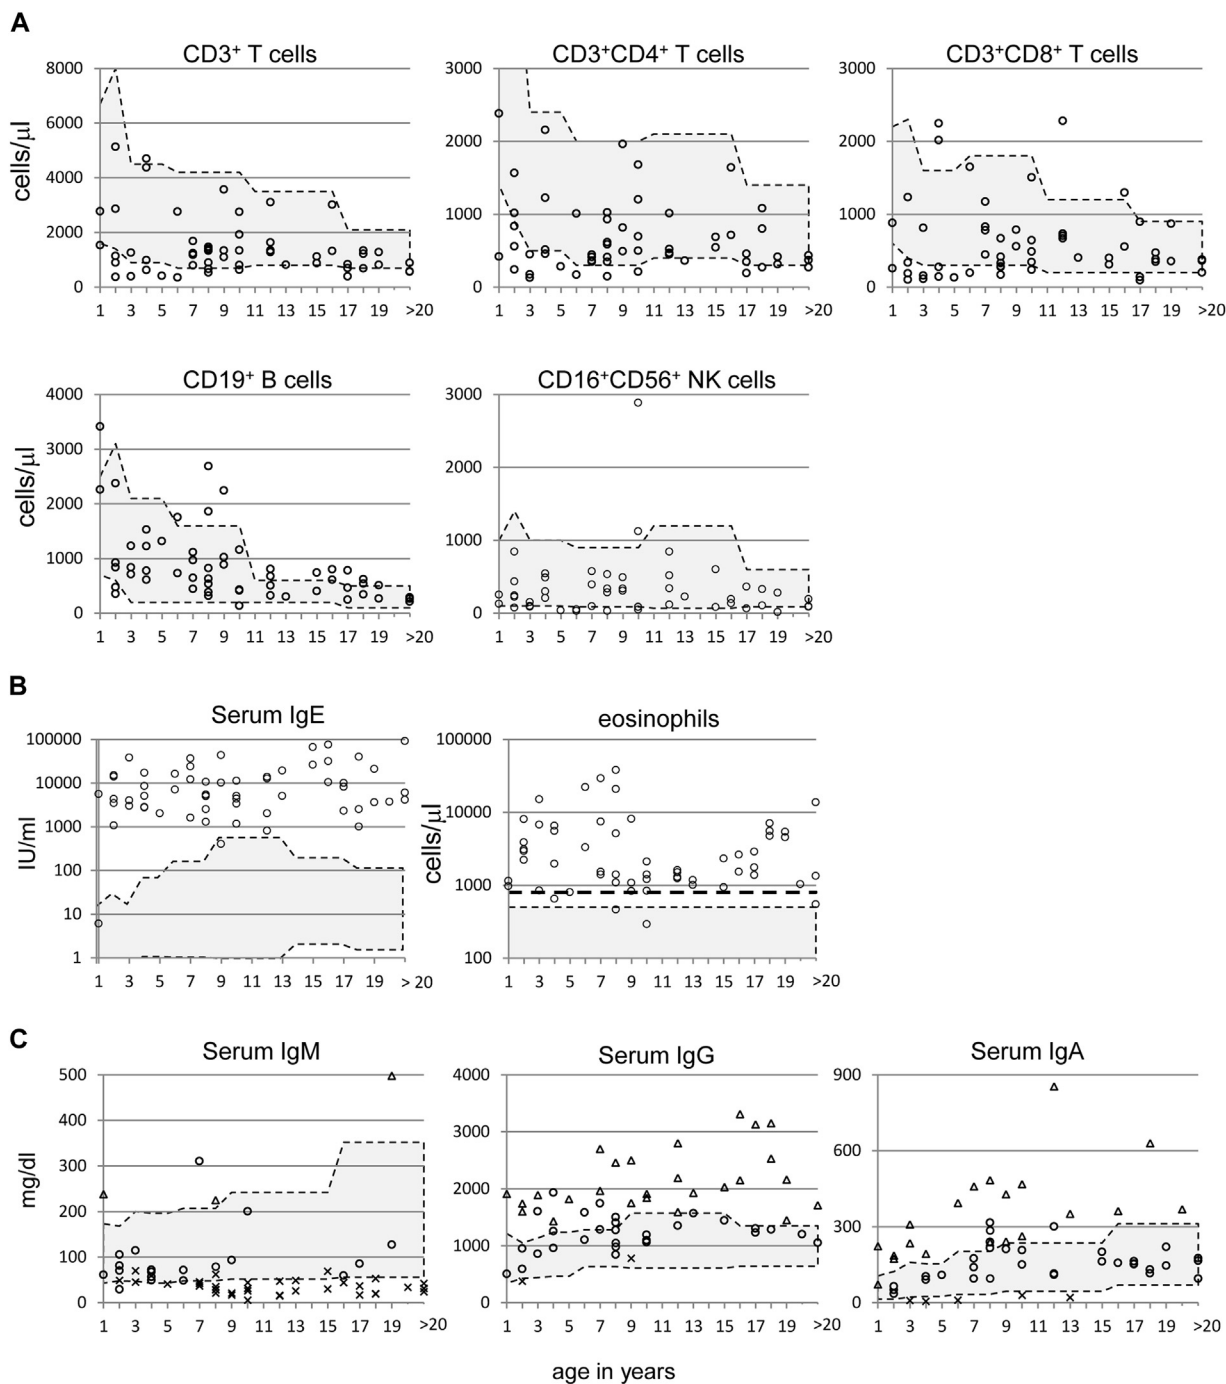 A
CD3⁺ T cells
CD3⁺CD4⁺ T cells
CD3⁺CD8⁺ T cells
cells/µl
8000
6000
4000
2000
0
1 3 5 7 9 11 13 15 17 19 >20
3000
2000
1000
0
1 3 5 7 9 11 13 15 17 19 >20
3000
2000
1000
0
1 3 5 7 9 11 13 15 17 19 >20
CD19⁺ B cells
CD16⁺CD56⁺ NK cells
cells/µl
4000
3000
2000
1000
0
1 3 5 7 9 11 13 15 17 19 >20
3000
2000
1000
0
1 3 5 7 9 11 13 15 17 19 >20
B
Serum IgE
eosinophils
IU/ml
100000
10000
1000
100
10
1
1 3 5 7 9 11 13 15 17 19 > 20
cells/µl
100000
10000
1000
100
1 3 5 7 9 11 13 15 17 19 >20
C
Serum IgM
Serum IgG
Serum IgA
mg/dl
500
400
300
200
100
0
1 3 5 7 9 11 13 15 17 19 >20
4000
3000
2000
1000
0
1 3 5 7 9 11 13 15 17 19 >20
900
600
300
0
1 3 5 7 9 11 13 15 17 19 >20
age in years